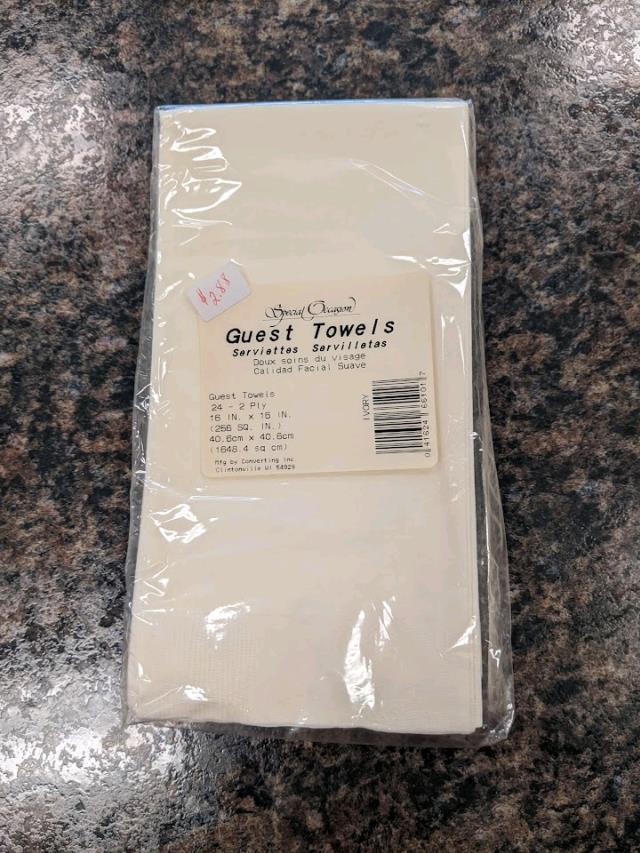 $2.88
Special Occasion
Guest Towels
Serviettes Servilletas
Doux soins du visage
Calidad Facial Suave
Guest Towels
24 - 2 Ply
16 IN. x 16 IN.
(256 SQ. IN.)
40.6cm x 40.6cm
(1648.4 sq cm)
Mfg by Converting Inc
Clintonville WI 54929
IVORY
0 41624 66101 7